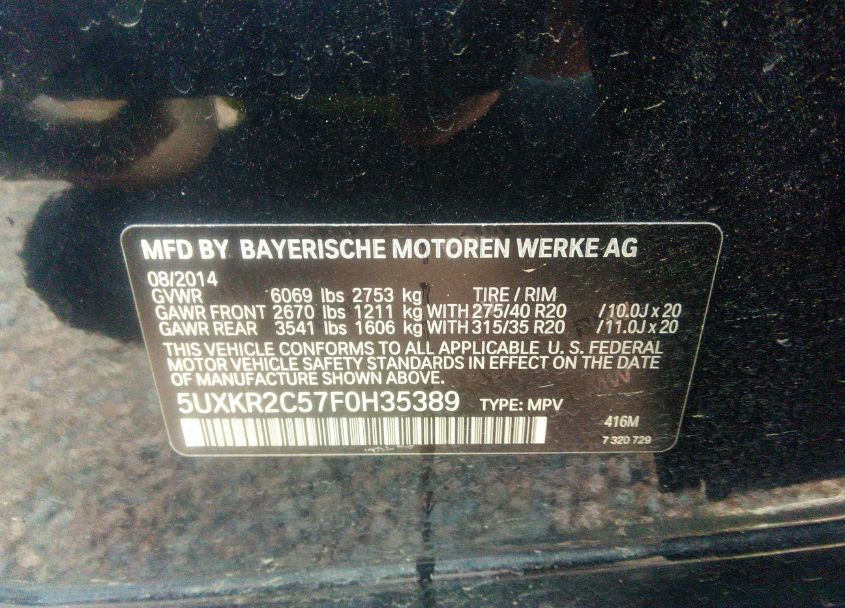 MFD BY BAYERISCHE MOTOREN WERKE AG
08/2014
GVWR 6069 lbs 2753 kg TIRE / RIM
GAWR FRONT 2670 lbs 1211 kg WITH 275/40 R20 /10.0J x 20
GAWR REAR 3541 lbs 1606 kg WITH 315/35 R20 /11.0J x 20
THIS VEHICLE CONFORMS TO ALL APPLICABLE U. S. FEDERAL
MOTOR VEHICLE SAFETY STANDARDS IN EFFECT ON THE DATE
OF MANUFACTURE SHOWN ABOVE.
5UXKR2C57F0H35389 TYPE: MPV
416M
7 320 729